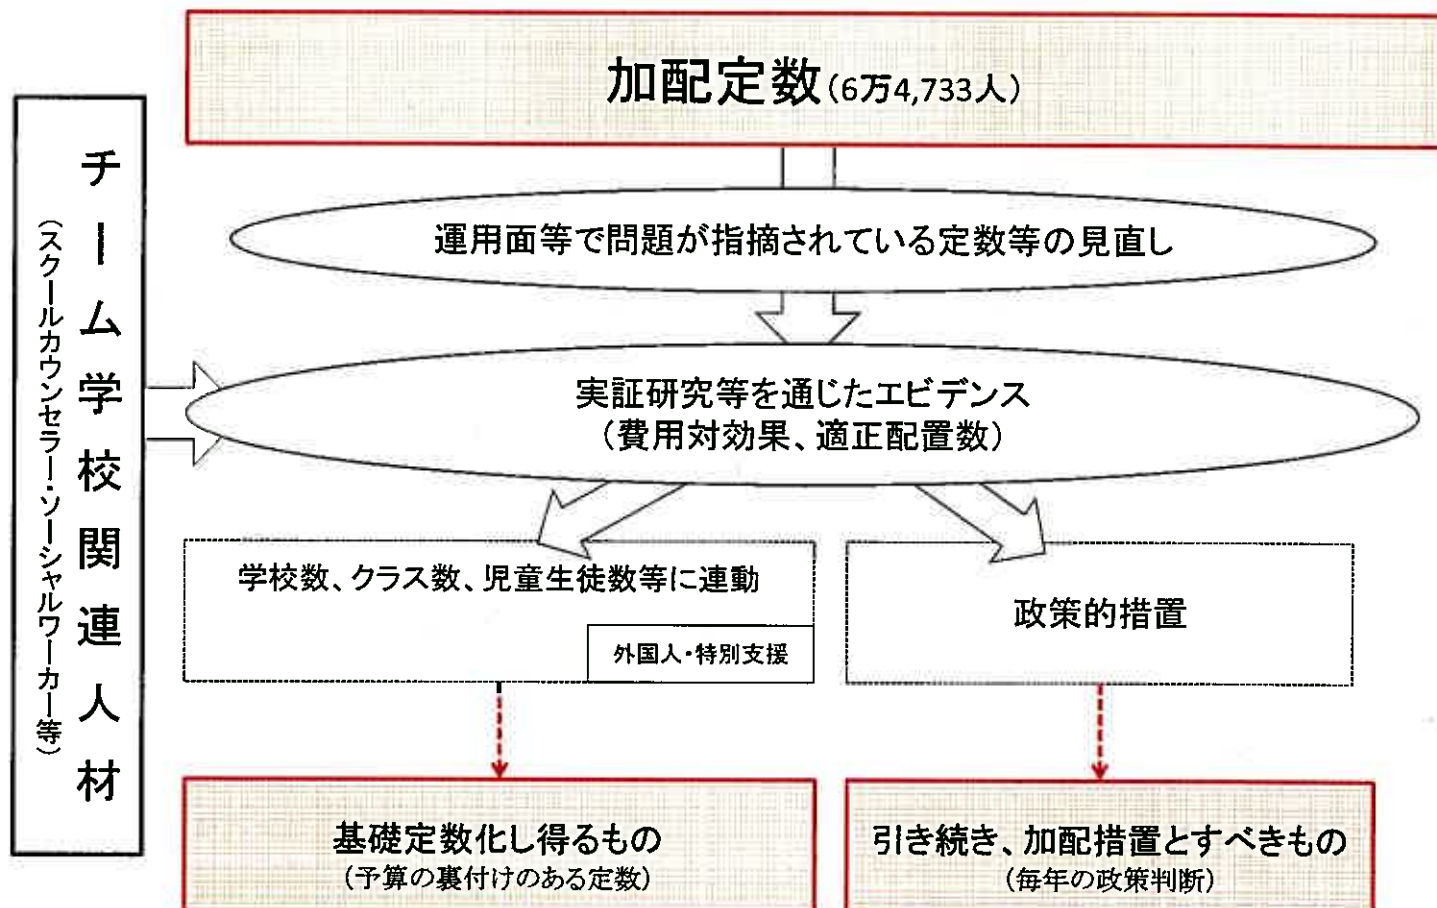 加配定数(6万4,733人)
チーム学校関連人材
(スクールカウンセラー・ソーシャルワーカー等)
運用面等で問題が指摘されている定数等の見直し
実証研究等を通じたエビデンス
(費用対効果、適正配置数)
学校数、クラス数、児童生徒数等に連動
外国人・特別支援
政策的措置
基礎定数化し得るもの
(予算の裏付けのある定数)
引き続き、加配措置とすべきもの
(毎年の政策判断)